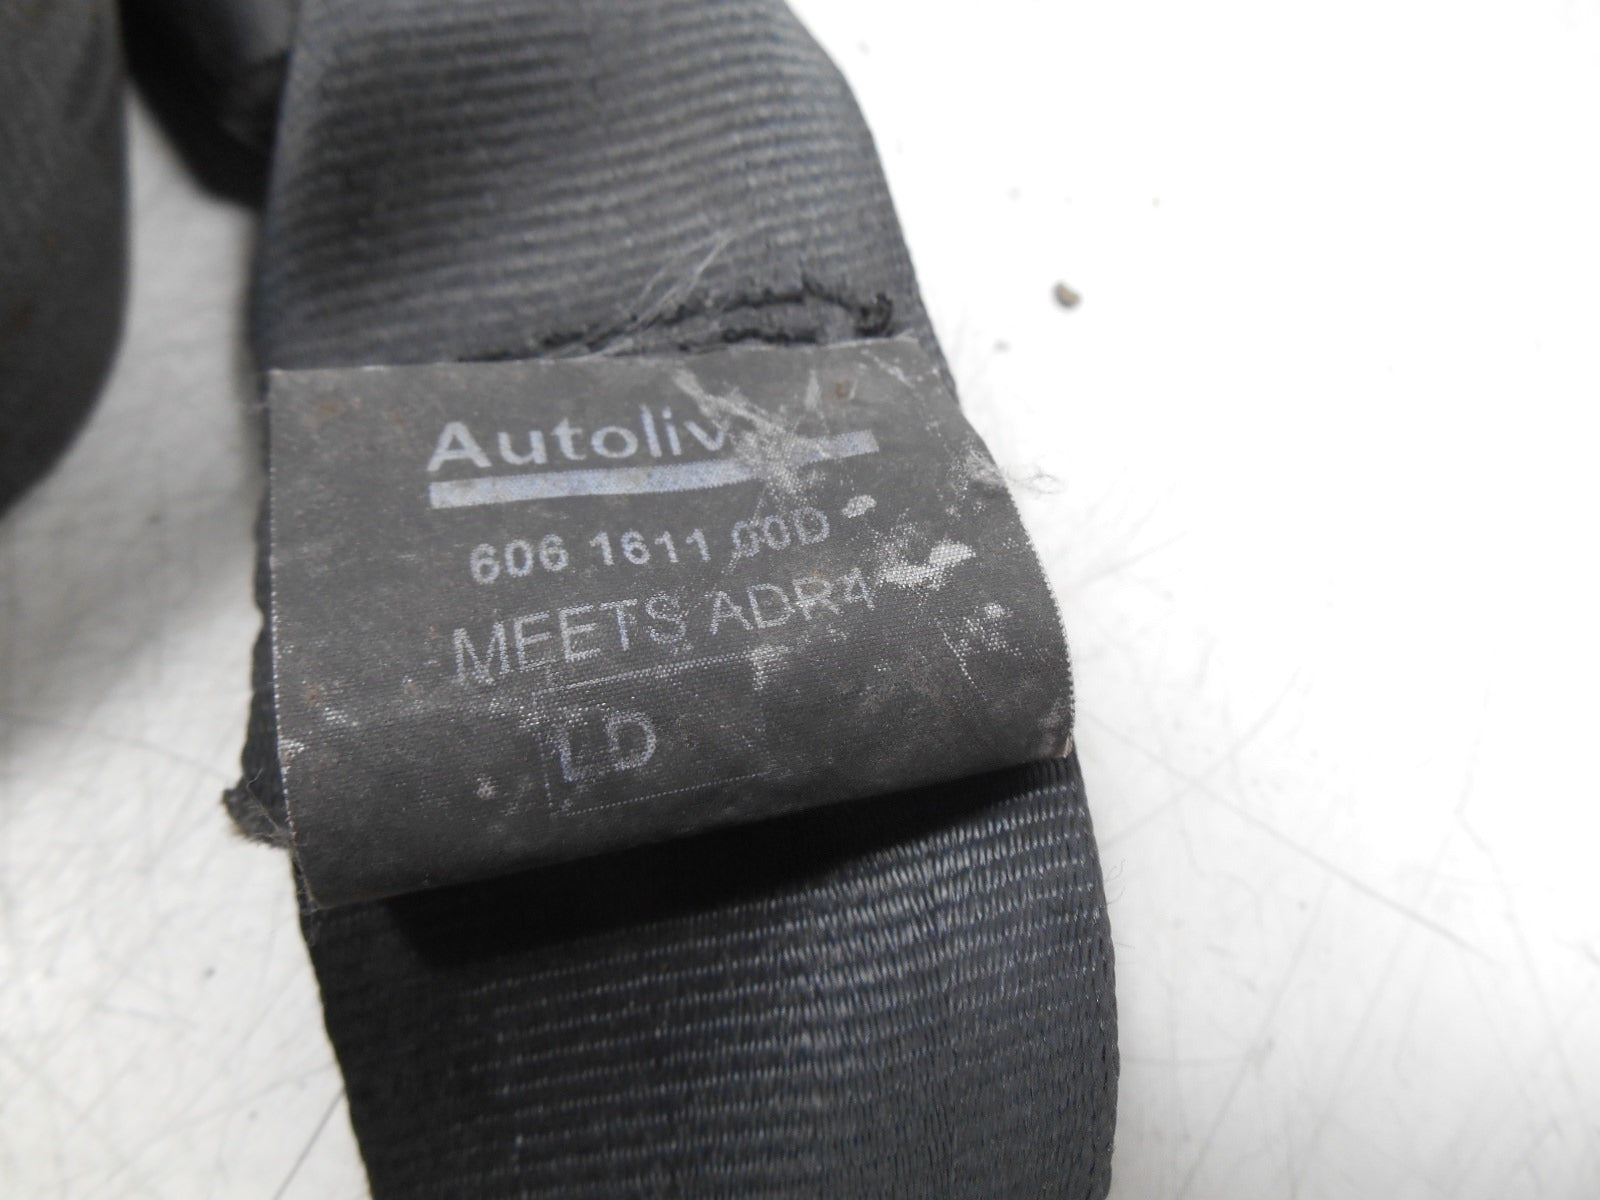 Autoliv
606 1611 00D
MEETS ADR4
LD